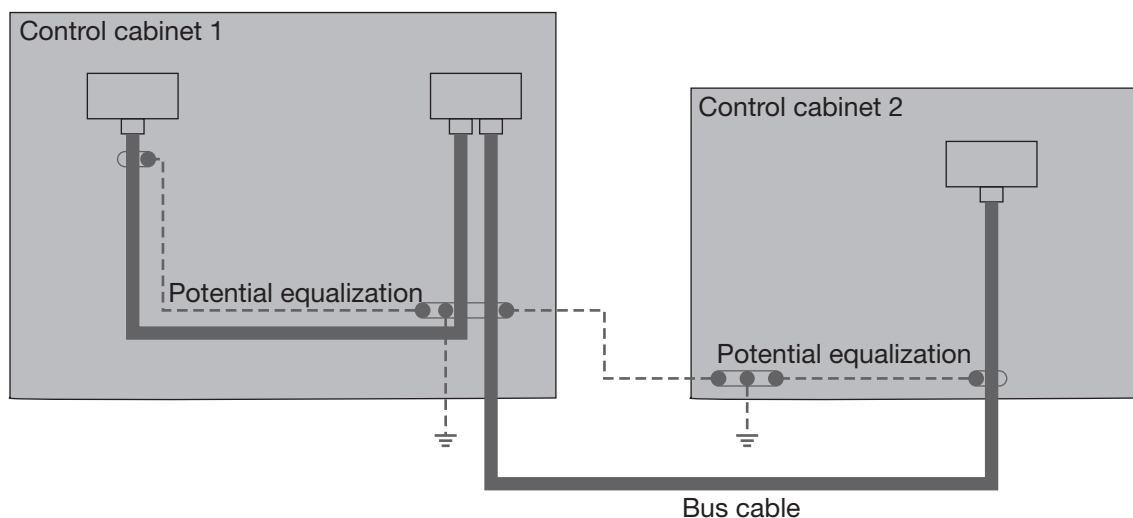 Control cabinet 1
Control cabinet 2
Potential equalization
Potential equalization
Bus cable